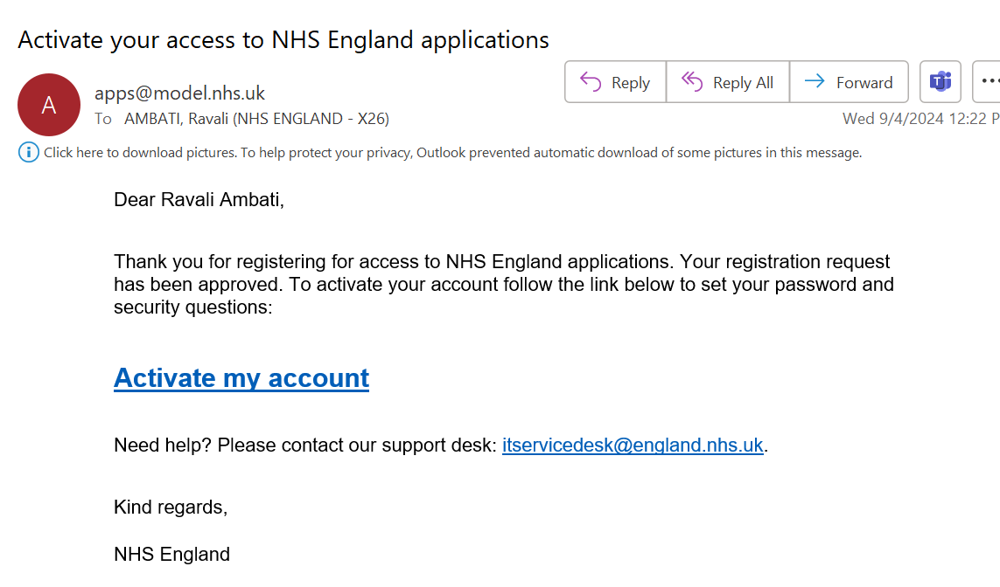 Activate your access to NHS England applications
A
apps@model.nhs.uk
Reply Reply All Forward
To AMBATI, Ravali (NHS ENGLAND - X26)
Wed 9/4/2024 12:22 P
Click here to download pictures. To help protect your privacy, Outlook prevented automatic download of some pictures in this message.
Dear Ravali Ambati,
Thank you for registering for access to NHS England applications. Your registration request
has been approved. To activate your account follow the link below to set your password and
security questions:
Activate my account
Need help? Please contact our support desk: itservicedesk@england.nhs.uk.
Kind regards,
NHS England